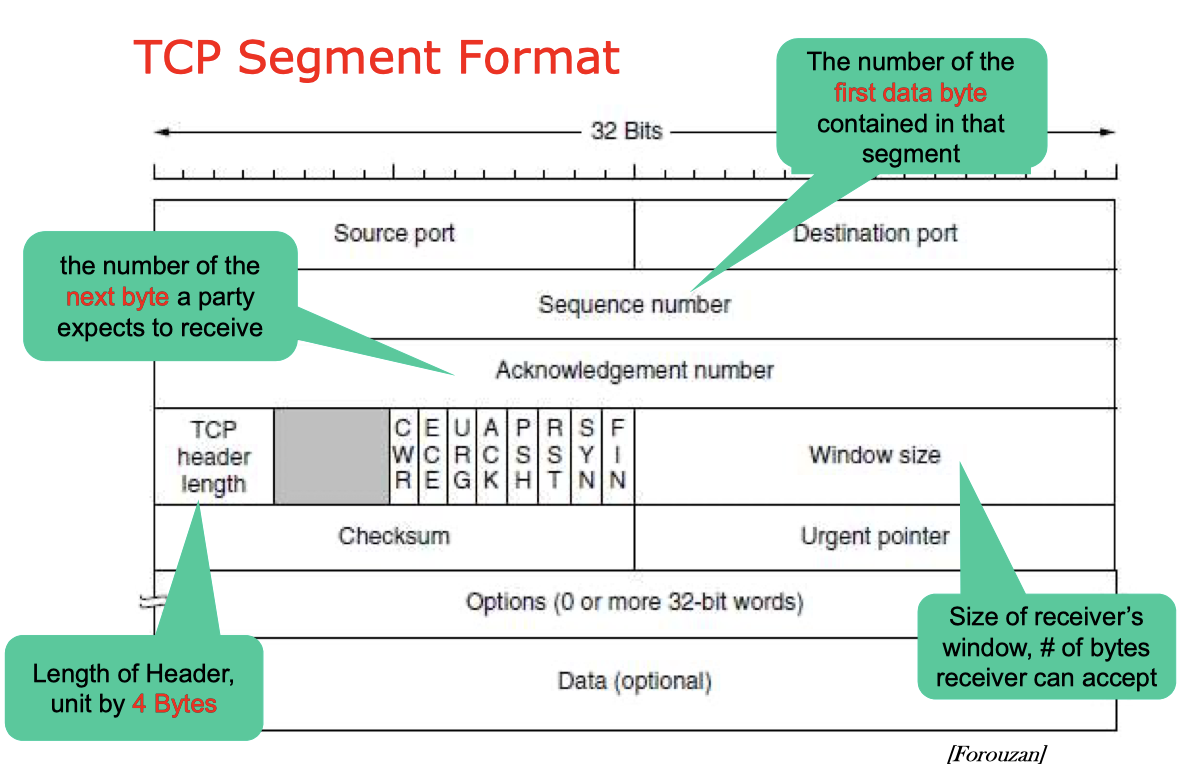 TCP Segment Format
The number of the
first data byte
contained in that
segment
32 Bits
Source port
Destination port
the number of the
next byte a party
expects to receive
Sequence number
Acknowledgement number
TCP
header
length
CWR
ECE
URG
ACK
PSH
RST
SYN
FIN
Window size
Checksum
Urgent pointer
Options (0 or more 32-bit words)
Size of receiver’s
window, # of bytes
receiver can accept
Length of Header,
unit by 4 Bytes
Data (optional)
[Forouzan]